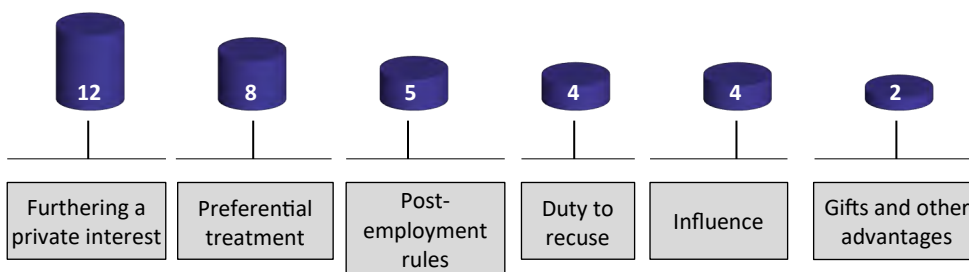 12
8
5
4
4
2
Furthering a
private interest
Preferential
treatment
Post-
employment
rules
Duty to
recuse
Influence
Gifts and other
advantages